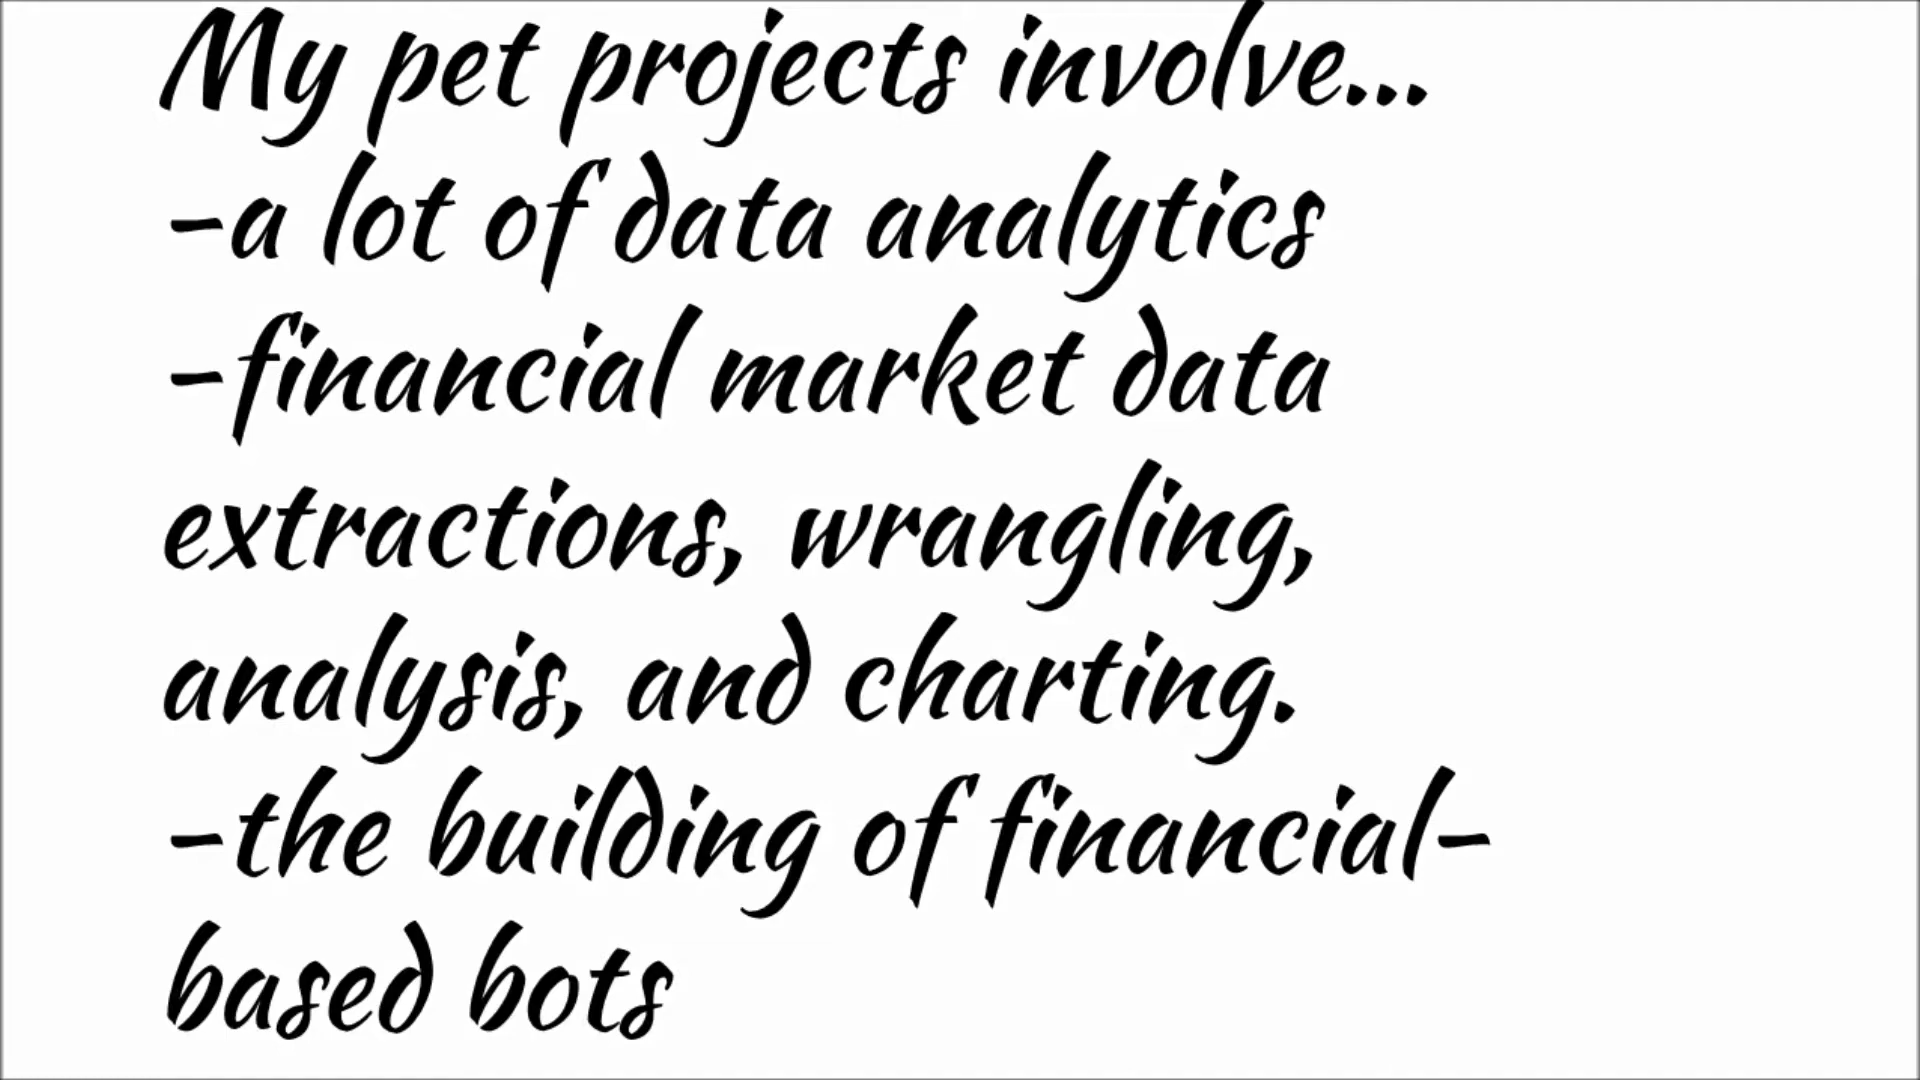 My pet projects involve...
-a lot of data analytics
-financial market data
extractions, wrangling,
analysis, and charting.
-the building of financial-
based bots